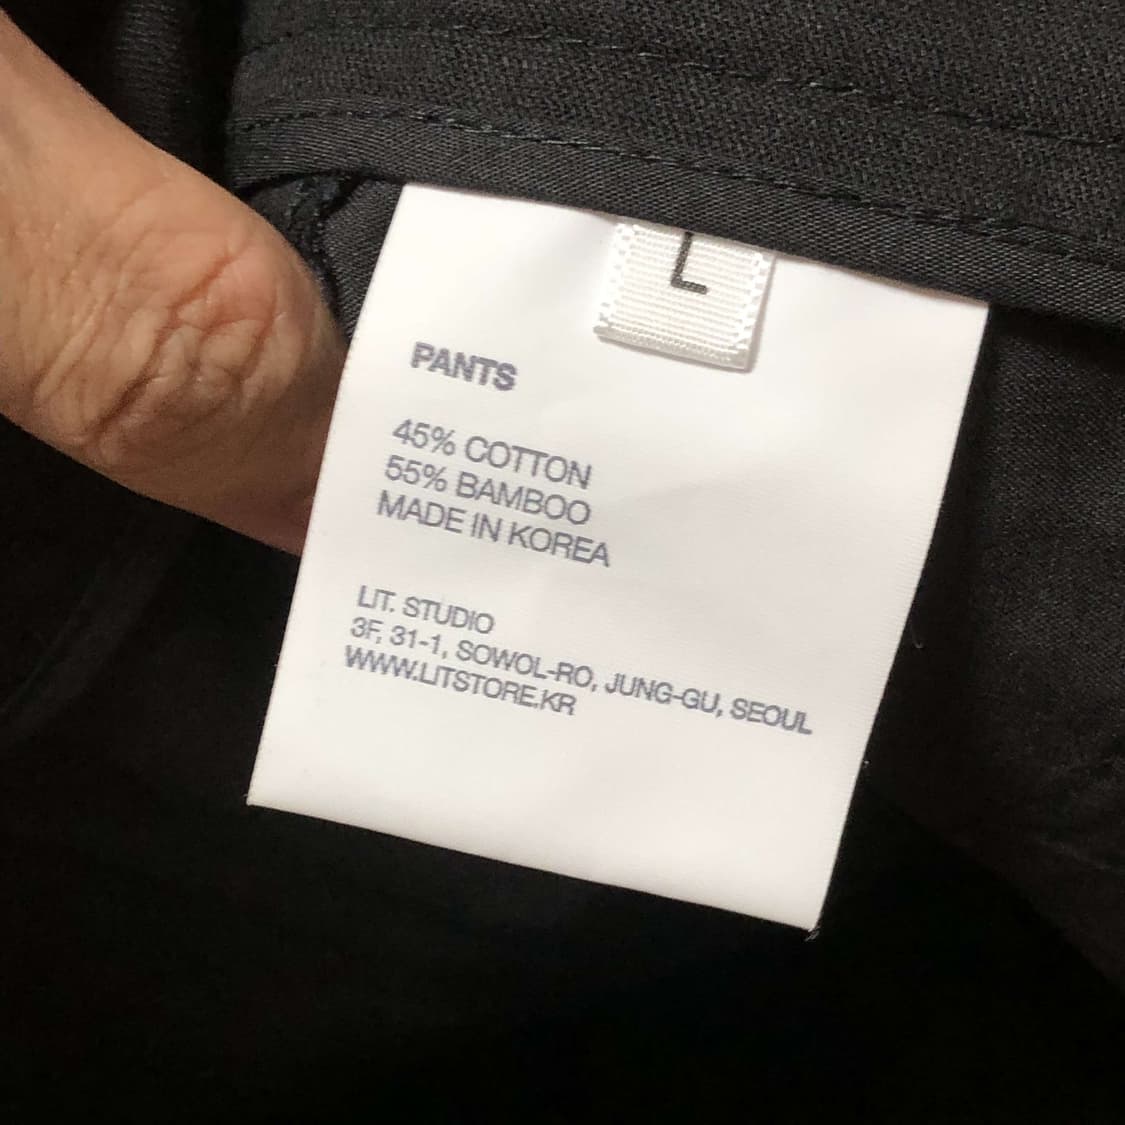 L
PANTS
45% COTTON
55% BAMBOO
MADE IN KOREA
LIT. STUDIO
3F, 31-1, SOWOL-RO, JUNG-GU, SEOUL
WWW.LITSTORE.KR